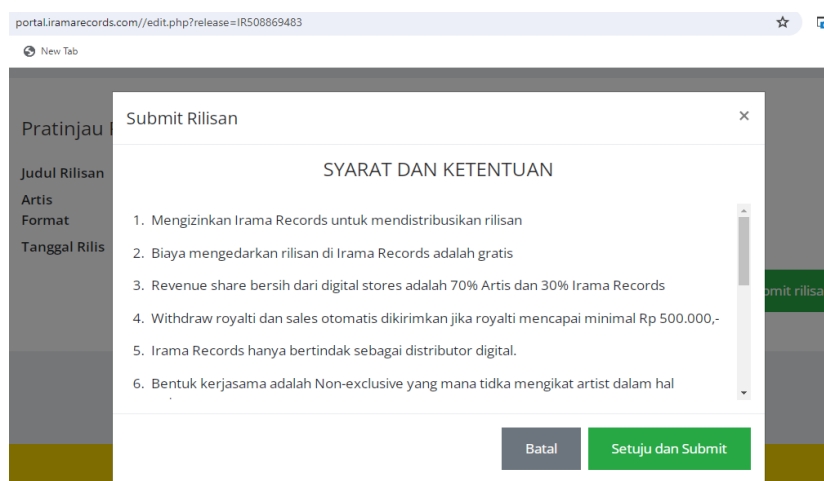 portal.iramarecords.com//edit.php?release=IR508869483
New Tab
Pratinjau
Submit Rilisan
×
Judul Rilisan
Artis
Format
Tanggal Rilis
SYARAT DAN KETENTUAN
1. Mengizinkan Irama Records untuk mendistribusikan rilisan
2. Biaya mengedarkan rilisan di Irama Records adalah gratis
3. Revenue share bersih dari digital stores adalah 70% Artis dan 30% Irama Records
4. Withdraw royalti dan sales otomatis dikirimkan jika royalti mencapai minimal Rp 500.000,-
5. Irama Records hanya bertindak sebagai distributor digital.
6. Bentuk kerjasama adalah Non-exclusive yang mana tidka mengikat artist dalam hal
omit rilisa
Batal
Setuju dan Submit